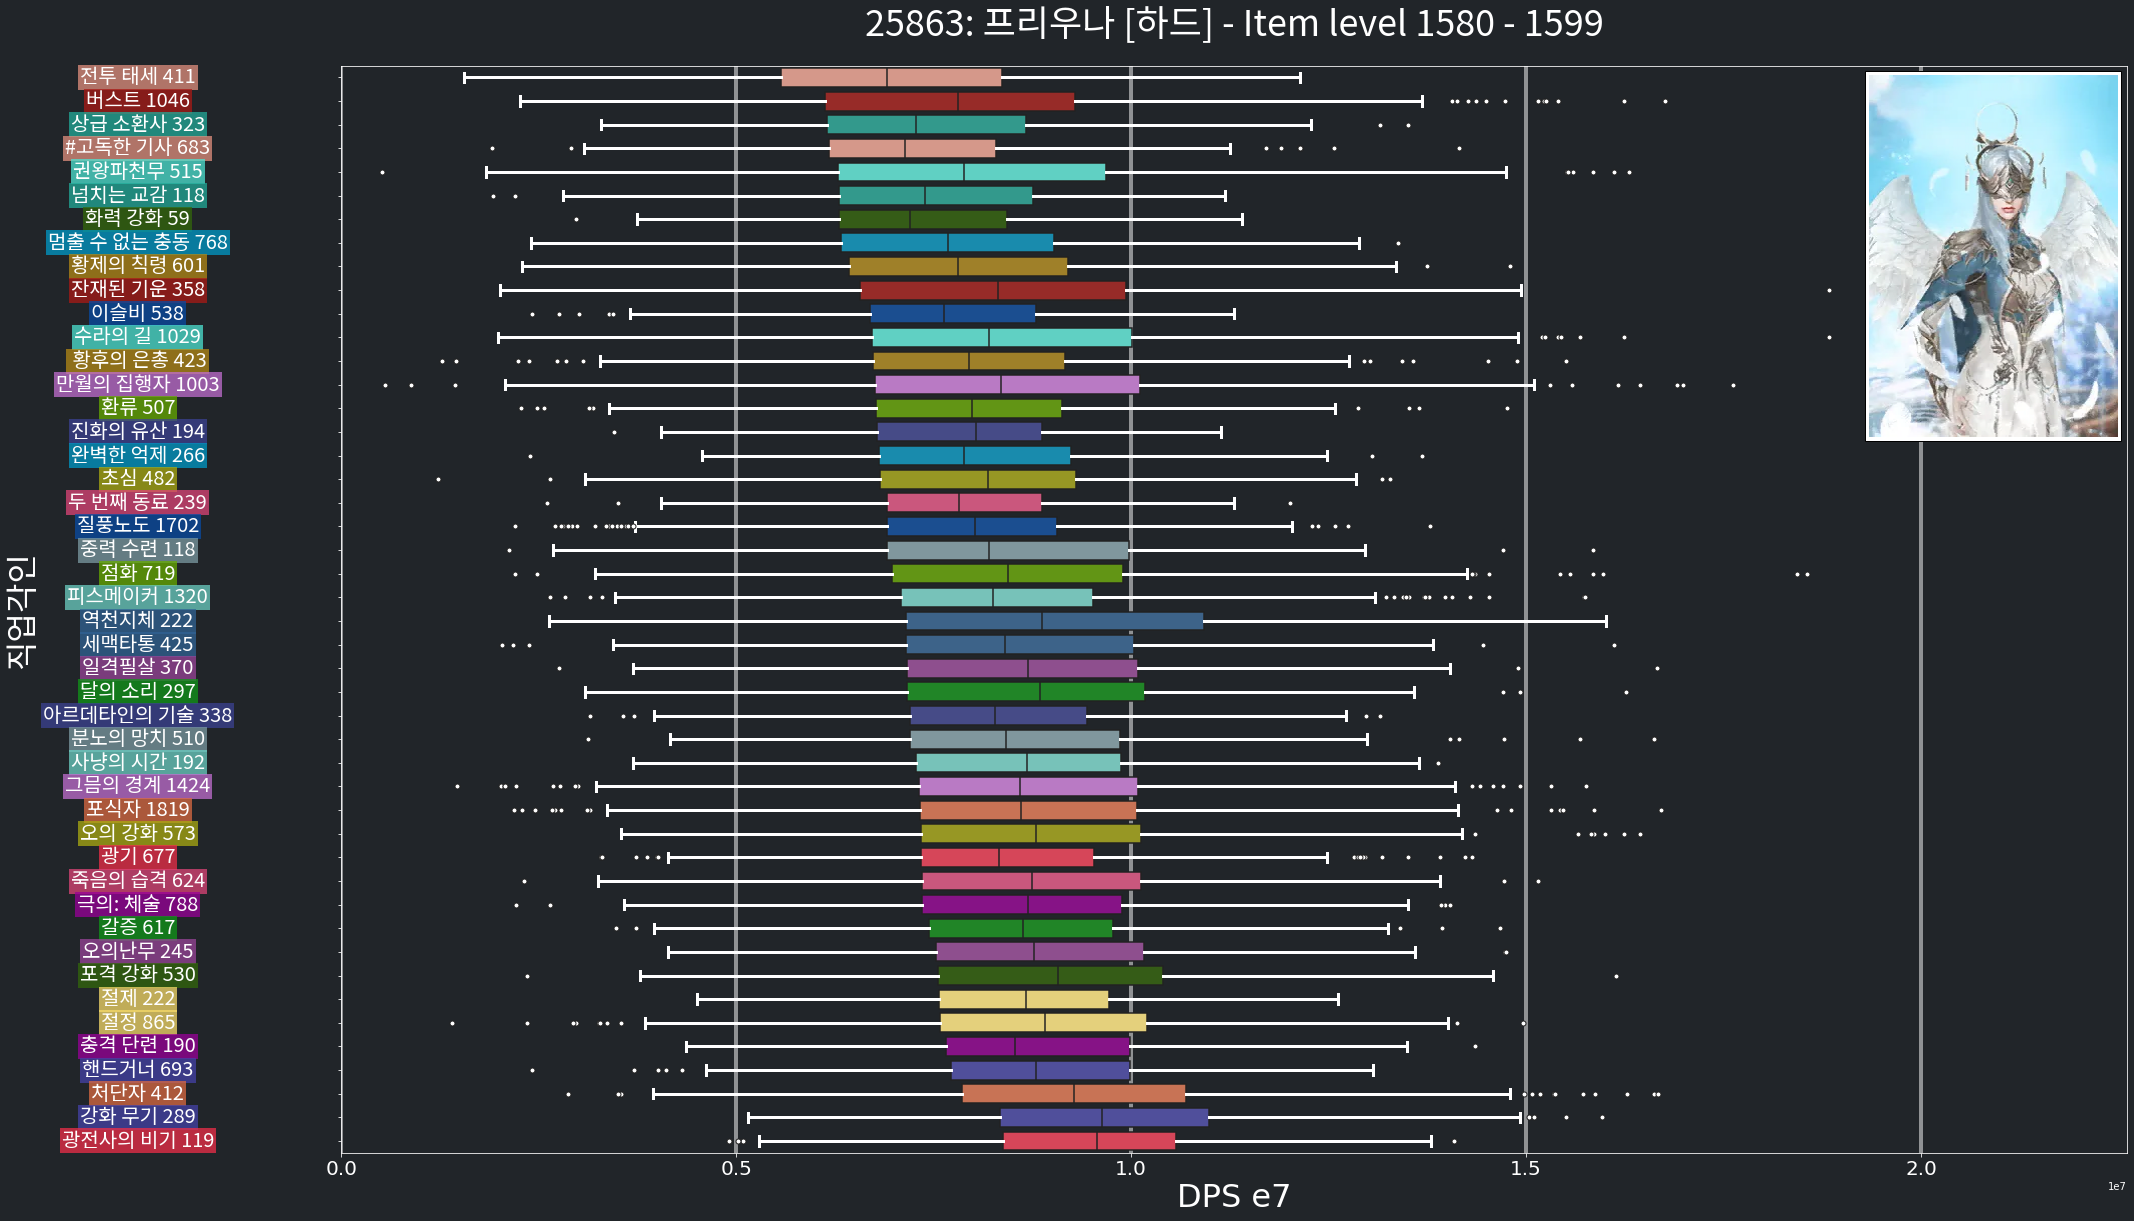 25863: 프리우나 [하드] - Item level 1580 - 1599
전투 태세 411
버스트 1046
상급 소환사 323
#고독한 기사 683
권왕파천무 515
넘치는 교감 118
화력 강화 59
멈출 수 없는 충동 768
황제의 칙령 601
잔재된 기운 358
이슬비 538
수라의 길 1029
황후의 은총 423
만월의 집행자 1003
환류 507
진화의 유산 194
완벽한 억제 266
초심 482
두 번째 동료 239
질풍노도 1702
중력 수련 118
점화 719
피스메이커 1320
역천지체 222
세맥타통 425
일격필살 370
달의 소리 297
아르데타인의 기술 338
분노의 망치 510
사냥의 시간 192
그믐의 경계 1424
포식자 1819
오의 강화 573
광기 677
죽음의 습격 624
극의: 체술 788
갈증 617
오의난무 245
포격 강화 530
절제 222
절정 865
충격 단련 190
핸드거너 693
처단자 412
강화 무기 289
광전사의 비기 119
직업각인
0.0 0.5 1.0 1.5 2.0
DPS e7
1e7